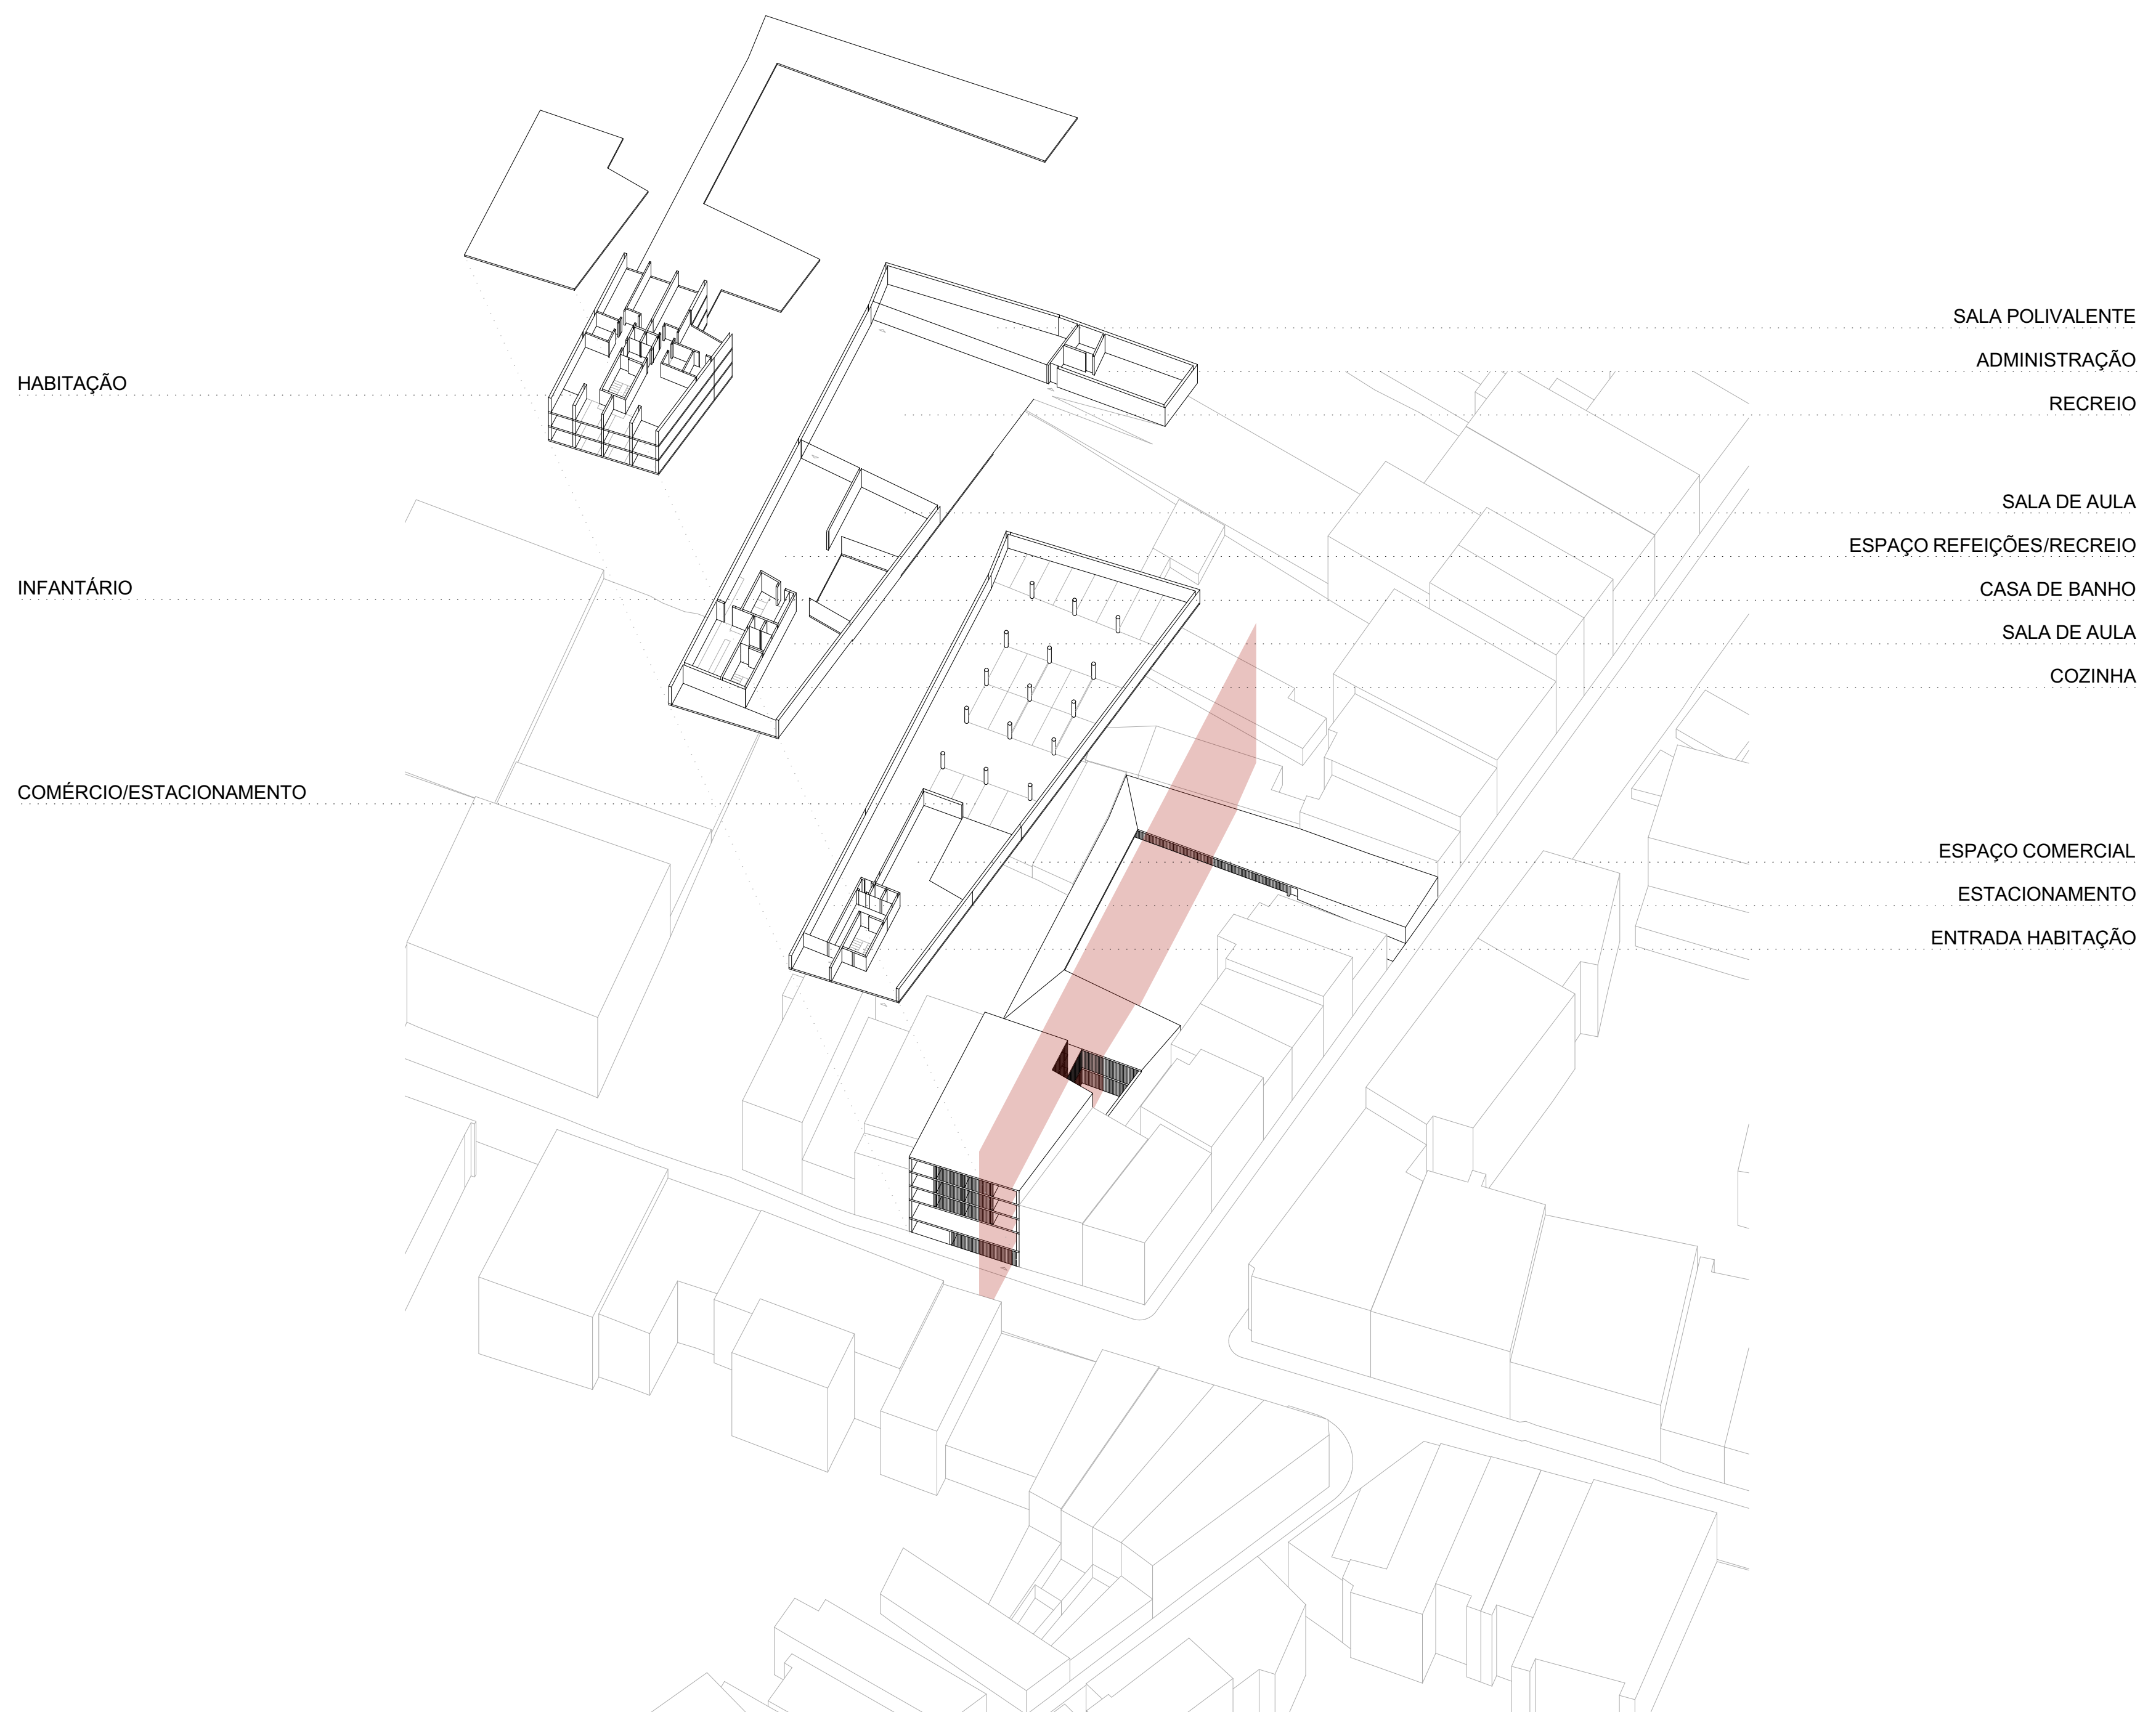 SALA POLIVALENTE
ADMINISTRAÇÃO
HABITAÇÃO
RECREIO
SALA DE AULA
ESPAÇO REFEIÇÕES/RECREIO
INFANTÁRIO
CASA DE BANHO
SALA DE AULA
COZINHA
COMÉRCIO/ESTACIONAMENTO
ESPAÇO COMERCIAL
ESTACIONAMENTO
ENTRADA HABITAÇÃO